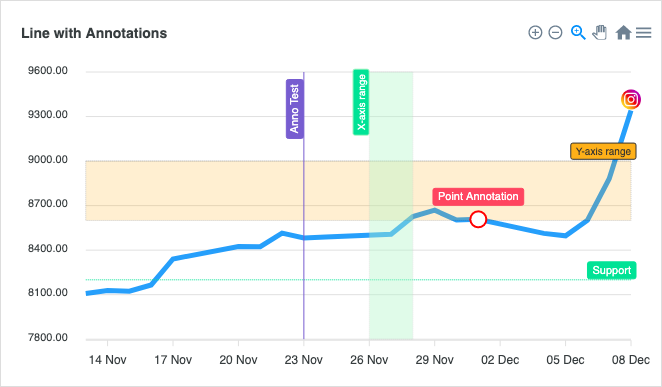 Line with Annotations
9600.00
9300.00
9000.00
8700.00
8400.00
8100.00
7800.00
Anno Test
X-axis range
Y-axis range
Point Annotation
Support
14 Nov
17 Nov
20 Nov
23 Nov
26 Nov
29 Nov
02 Dec
05 Dec
08 Dec